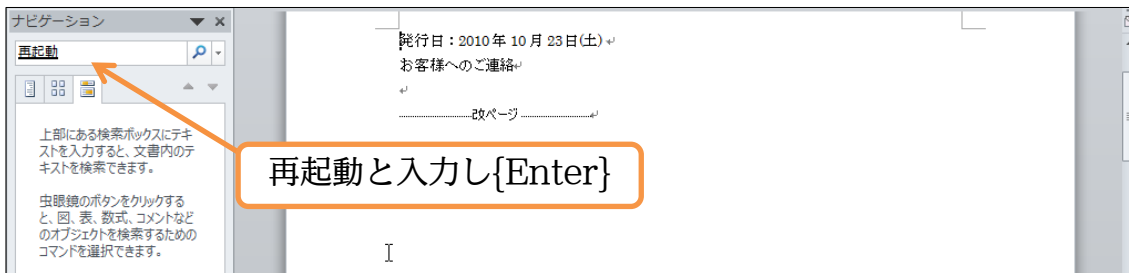 ナビゲーション
再起動
上部にある検索ボックスにテキ
ストを入力すると、文書内のテ
キストを検索できます。
虫眼鏡のボタンをクリックする
と、図、表、数式、コメントなど
のオブジェクトを検索するための
コマンドを選択できます。
発行日：2010年10月23日(土)
お客様へのご連絡
改ページ
再起動と入力し{Enter}